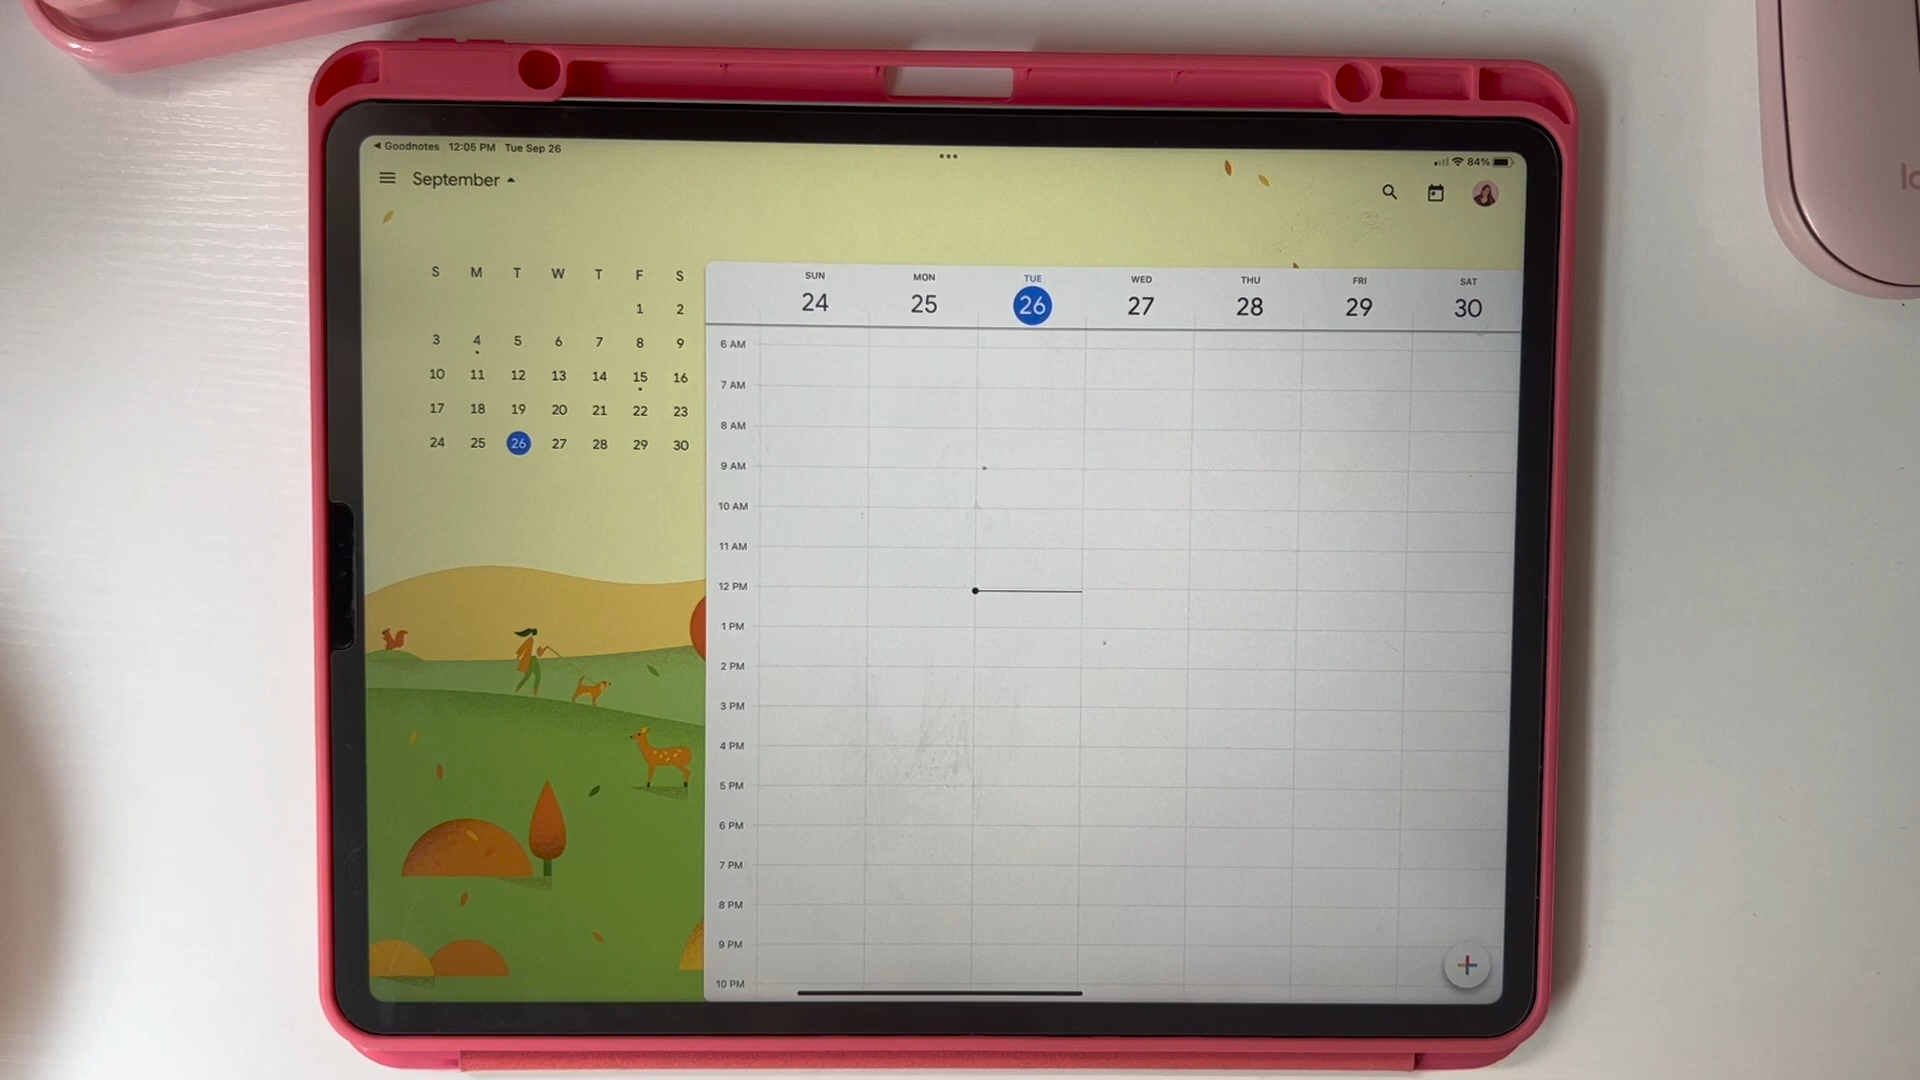 ◀ Goodnotes 12:05 PM Tue Sep 26
84%
September
S M T W T F S
1 2
3 4 5 6 7 8 9
10 11 12 13 14 15 16
17 18 19 20 21 22 23
24 25 26 27 28 29 30
SUN MON TUE WED THU FRI SAT
24 25 26 27 28 29 30
6 AM
7 AM
8 AM
9 AM
10 AM
11 AM
12 PM
1 PM
2 PM
3 PM
4 PM
5 PM
6 PM
7 PM
8 PM
9 PM
10 PM